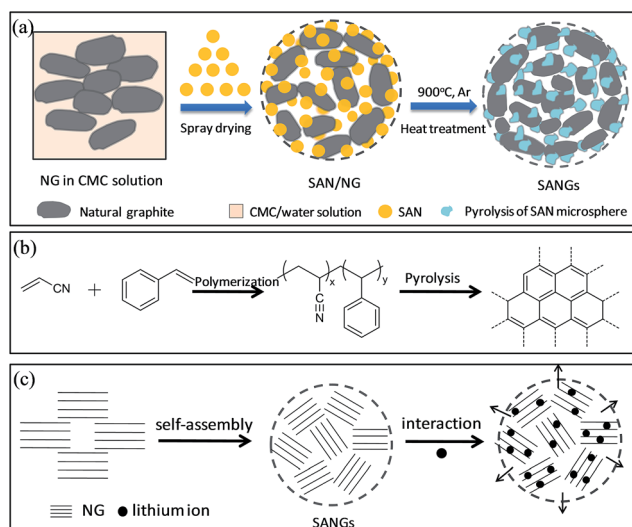 (a)
Spray drying
900°C, Ar
Heat treatment
NG in CMC solution
SAN/NG
SANGs
Natural graphite
CMC/water solution
SAN
Pyrolysis of SAN microsphere
(b)
CN
+
Polymerization
x
y
C
N
Pyrolysis
(c)
self-assembly
interaction
NG
lithium ion
SANGs